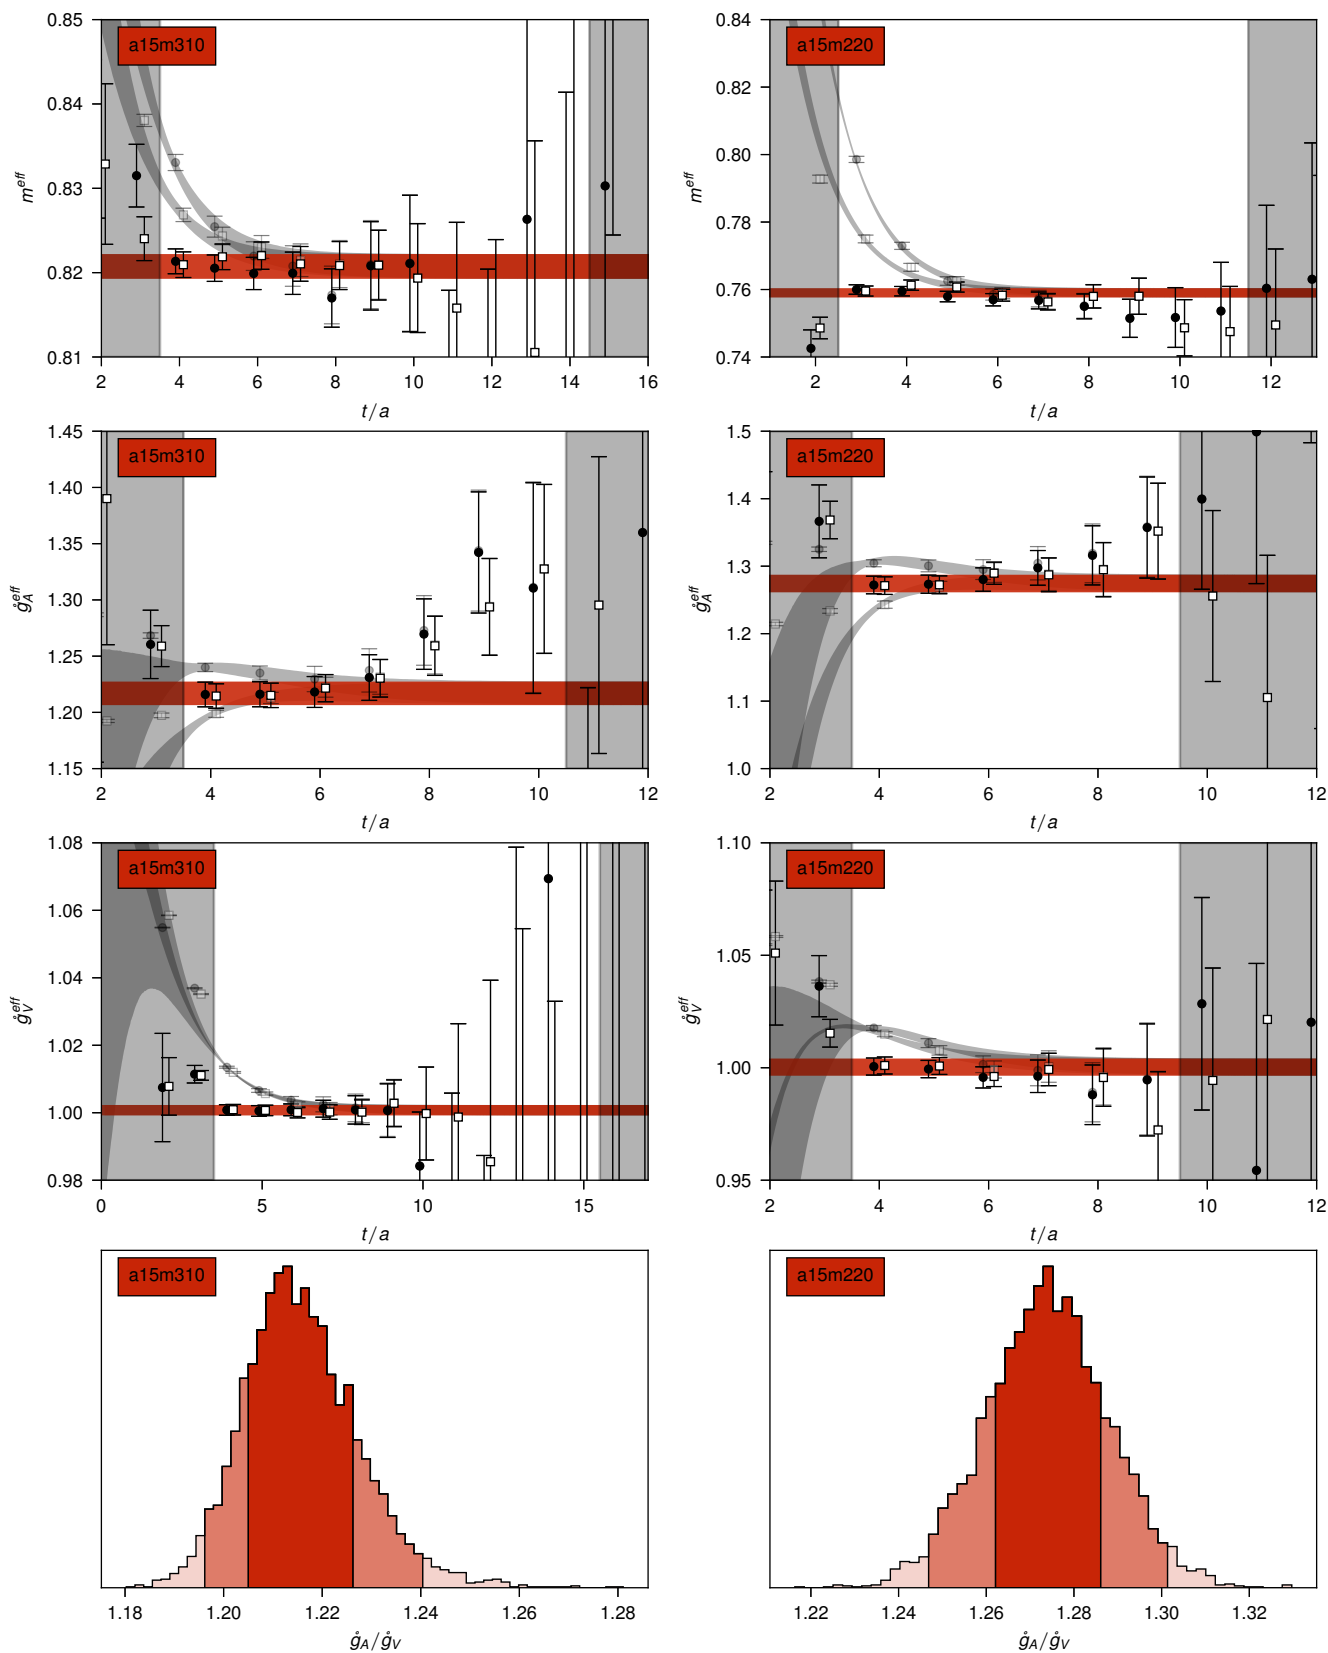 a15m310
0.85
0.84
0.83
0.82
0.81
m^eff
2 4 6 8 10 12 14 16
t/a
a15m220
0.84
0.82
0.80
0.78
0.76
0.74
m^eff
2 4 6 8 10 12
t/a
a15m310
1.45
1.40
1.35
1.30
1.25
1.20
1.15
g̊_A^eff
2 4 6 8 10 12
t/a
a15m220
1.5
1.4
1.3
1.2
1.1
1.0
g̊_A^eff
2 4 6 8 10 12
t/a
a15m310
1.08
1.06
1.04
1.02
1.00
0.98
g̊_V^eff
0 5 10 15
t/a
a15m220
1.10
1.05
1.00
0.95
g̊_V^eff
2 4 6 8 10 12
t/a
a15m310
1.18 1.20 1.22 1.24 1.26 1.28
g̊_A/g̊_V
a15m220
1.22 1.24 1.26 1.28 1.30 1.32
g̊_A/g̊_V